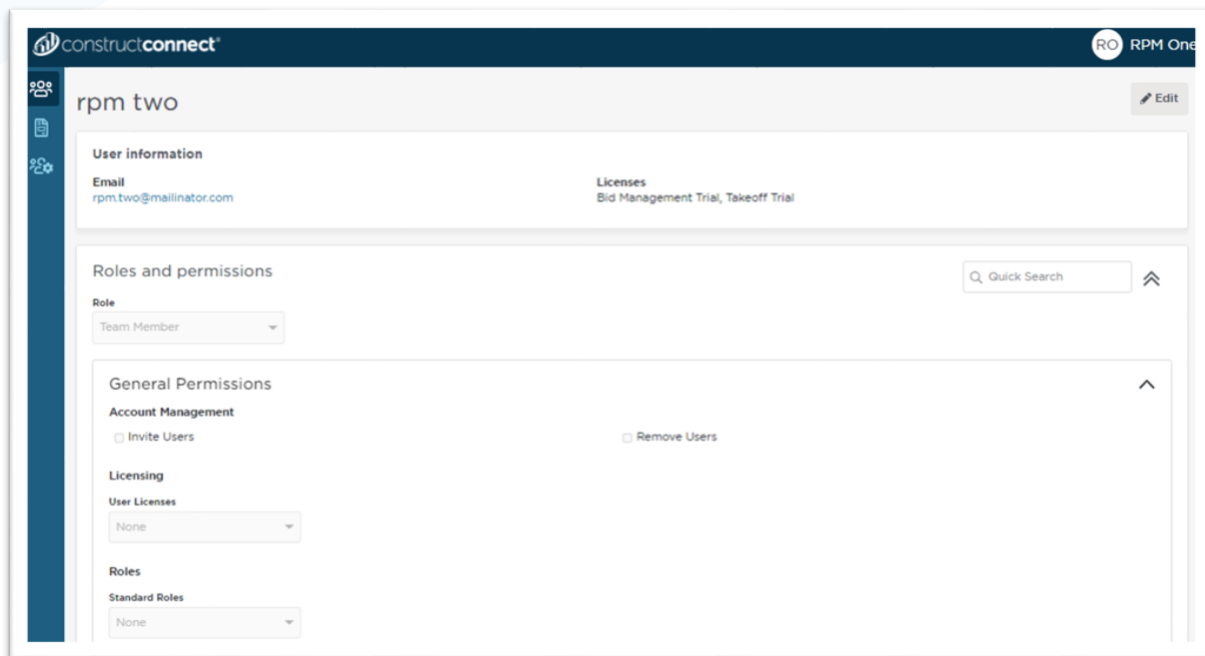 constructconnect®
RO RPM One
rpm two
Edit
User information
Email
Licenses
rpm.two@mailinator.com
Bid Management Trial, Takeoff Trial
Roles and permissions
Quick Search
Role
Team Member
General Permissions
Account Management
Invite Users
Remove Users
Licensing
User Licenses
None
Roles
Standard Roles
None